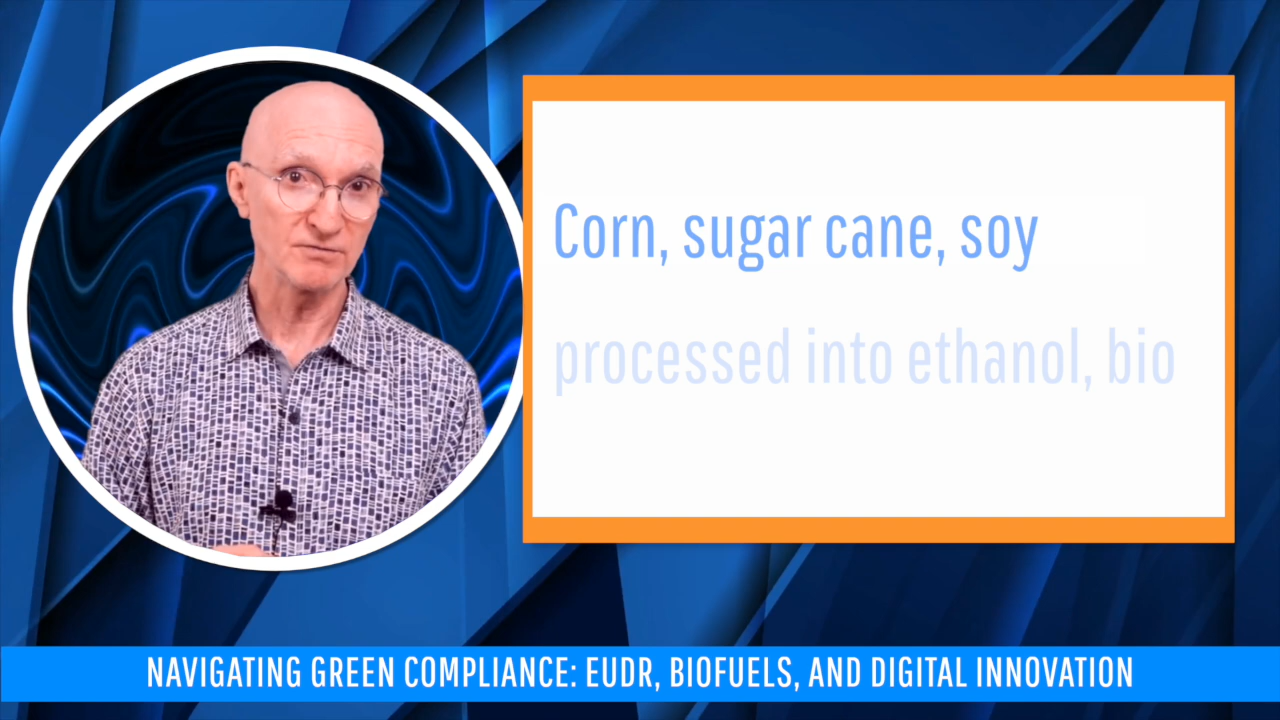 Corn, sugar cane, soy
processed into ethanol, bio
NAVIGATING GREEN COMPLIANCE: EUDR, BIOFUELS, AND DIGITAL INNOVATION